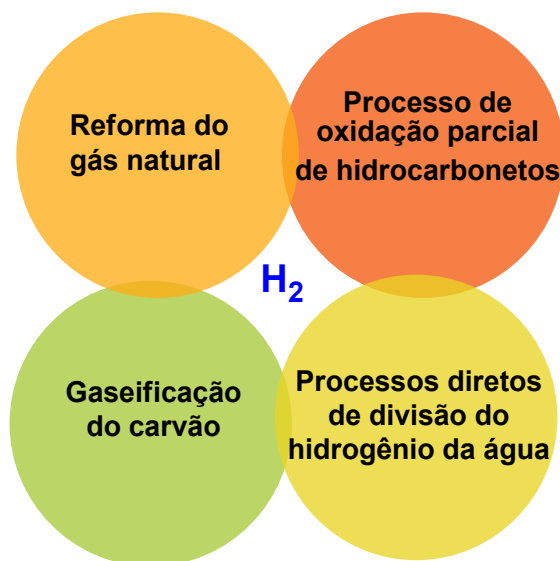 Reforma do
gás natural
Processo de
oxidação parcial
de hidrocarbonetos
H₂
Gaseificação
do carvão
Processos diretos
de divisão do
hidrogênio da água